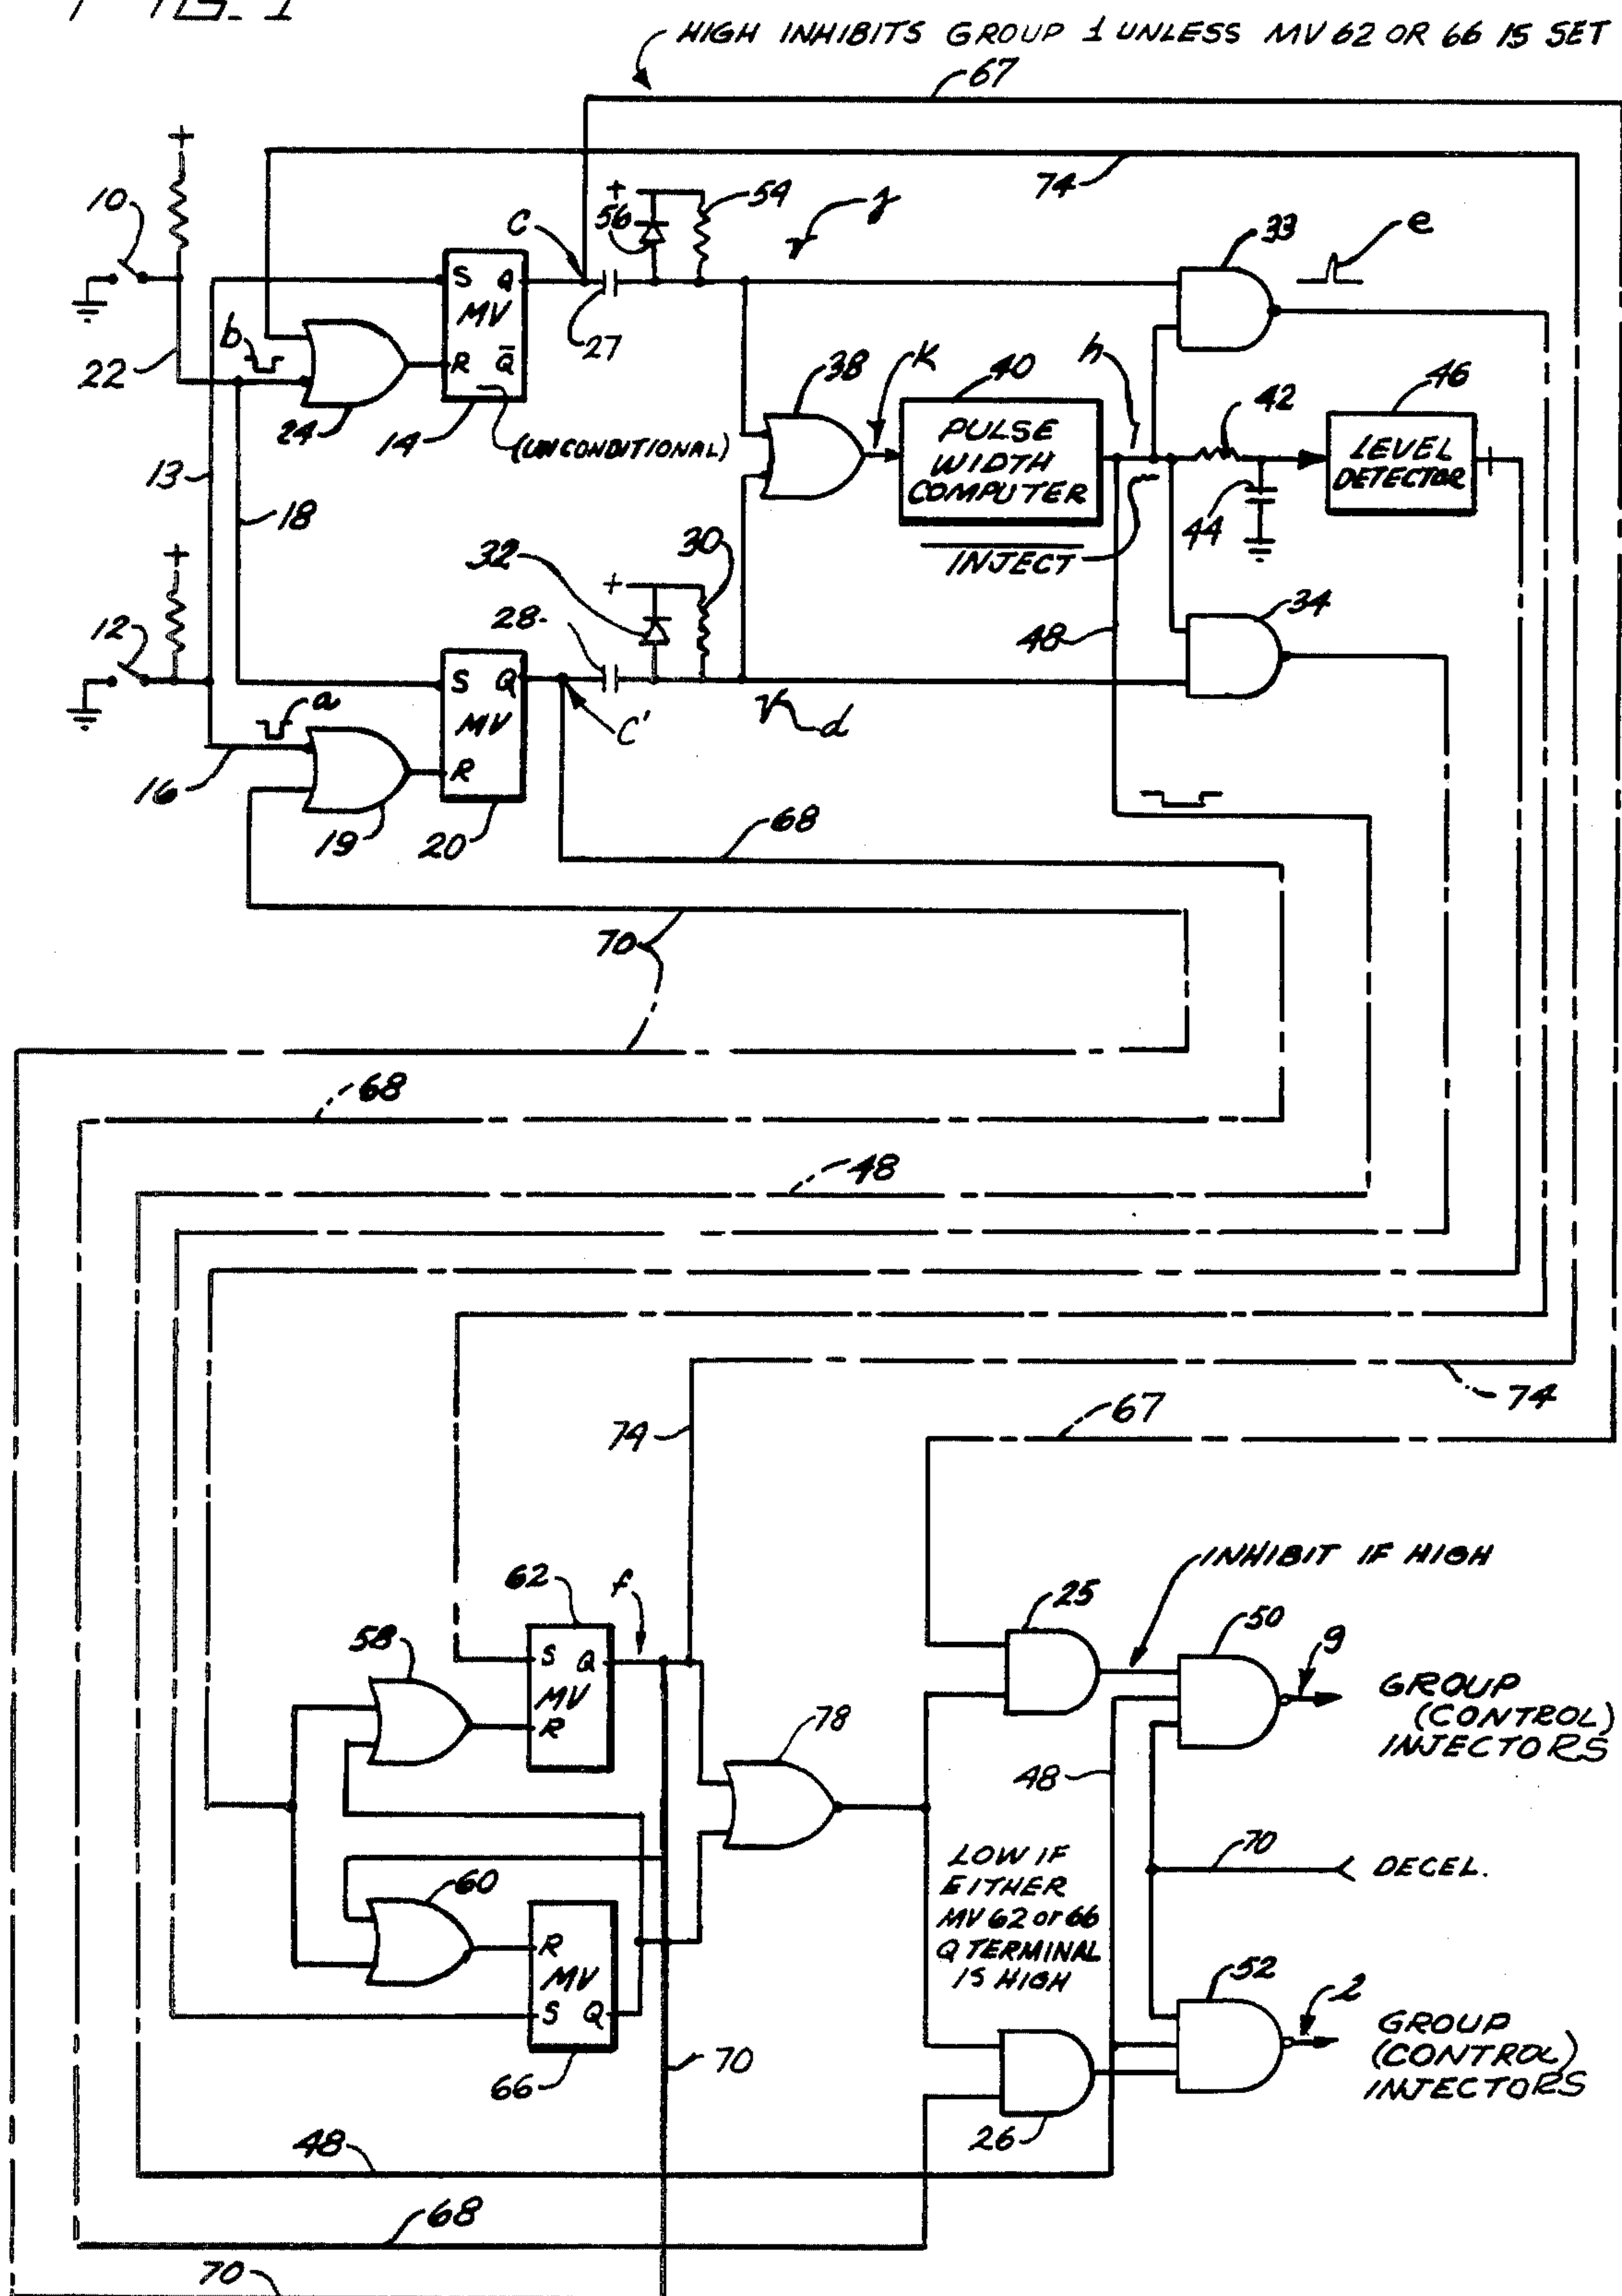 FIG. 1
HIGH INHIBITS GROUP 1 UNLESS MV 62 OR 66 IS SET
67
74
+
10
22
b
24
13
18
S Q
MV
R Q̄
14
(UNCONDITIONAL)
C
27
+
56
54
j
33
e
38
K
40
PULSE
WIDTH
COMPUTER
h
42
44
46
LEVEL
DETECTOR
INJECT
+
12
a
16
19
S Q
MV
R
20
C'
32
30
+
28
d
48
34
68
70
68
48
74
67
74
62
f
S Q
MV
R
58
60
R
MV
S Q
66
70
78
LOW IF
EITHER
MV 62 or 66
Q TERMINAL
IS HIGH
INHIBIT IF HIGH
25
50
g
GROUP
(CONTROL)
INJECTORS
48
70
DECEL.
52
GROUP
(CONTROL)
INJECTORS
26
48
68
70